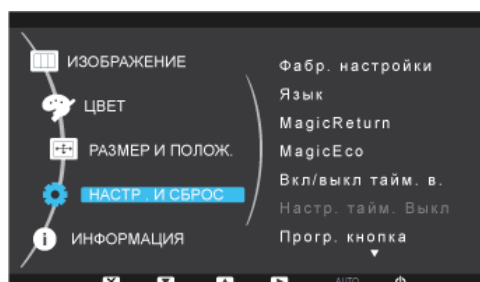 ИЗОБРАЖЕНИЕ
ЦВЕТ
РАЗМЕР И ПОЛОЖ.
НАСТР . И СБРОС
ИНФОРМАЦИЯ
Фабр. настройки
Язык
MagicReturn
MagicEco
Вкл/выкл тайм. в.
Настр. тайм. Выкл
Прогр. кнопка
AUTO